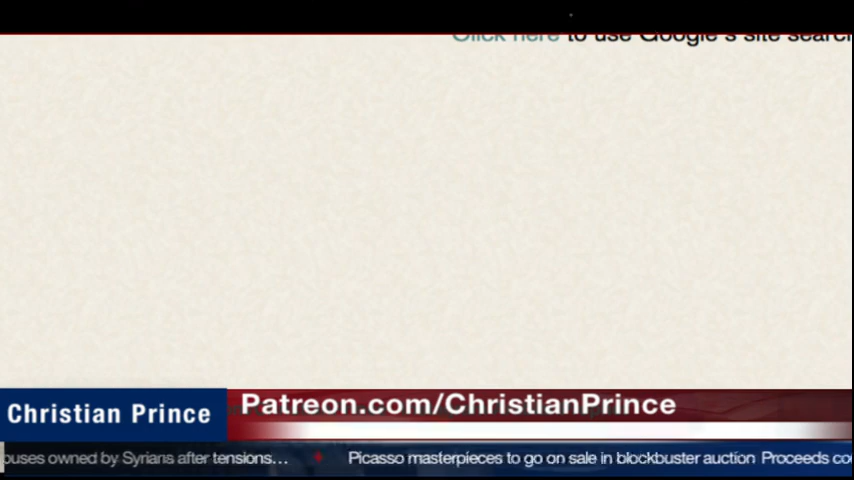 Click here to use Google's site search
Patreon.com/ChristianPrince
Christian Prince
ouses owned by Syrians after tensions... Picasso masterpieces to go on sale in blockbuster auction Proceeds co